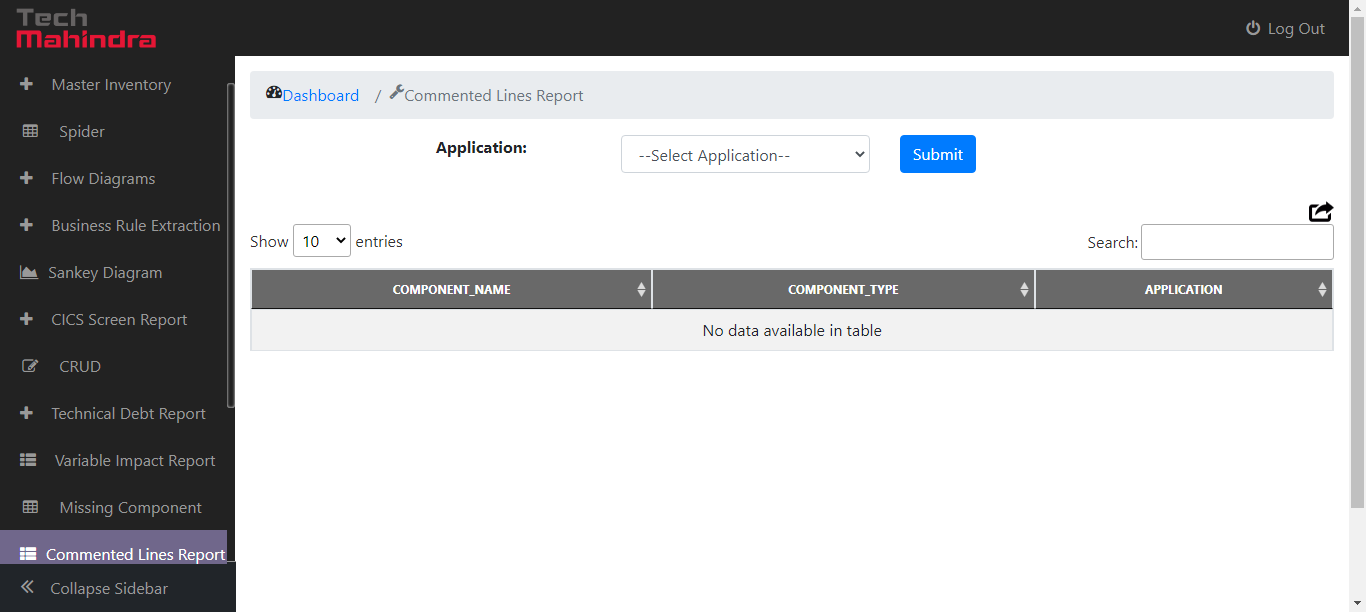 Tech
Mahindra
Log Out
Master Inventory
Spider
Flow Diagrams
Business Rule Extraction
Sankey Diagram
CICS Screen Report
CRUD
Technical Debt Report
Variable Impact Report
Missing Component
Commented Lines Report
Collapse Sidebar
Dashboard / Commented Lines Report
Application: --Select Application-- Submit
Show 10 entries Search:
COMPONENT_NAME COMPONENT_TYPE APPLICATION
No data available in table